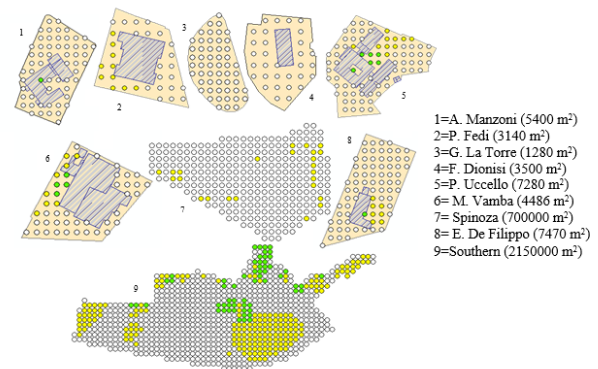 1
2
3
4
5
6
7
8
9
1=A. Manzoni (5400 m²)
2=P. Fedi (3140 m²)
3=G. La Torre (1280 m²)
4=F. Dionisi (3500 m²)
5=P. Uccello (7280 m²)
6= M. Vamba (4486 m²)
7= Spinoza (700000 m²)
8= E. De Filippo (7470 m²)
9=Southern (2150000 m²)